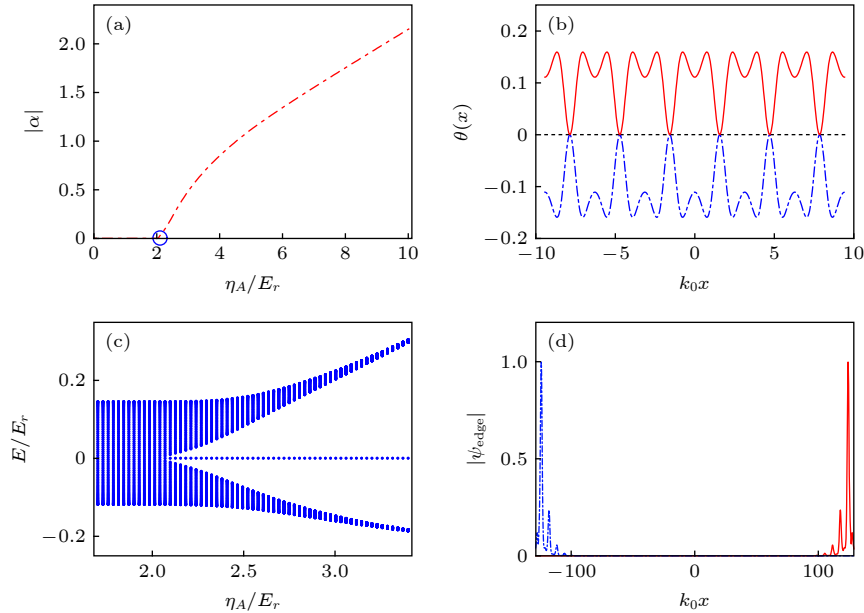 (a)
2.0
1.5
1.0
0.5
0
|α|
0 2 4 6 8 10
η_A/E_r
(b)
0.2
0.1
0
−0.1
−0.2
θ(x)
−10 −5 0 5 10
k_0x
(c)
0.2
0
−0.2
E/E_r
2.0 2.5 3.0
η_A/E_r
(d)
1.0
0.5
0
|ψ_edge|
−100 0 100
k_0x